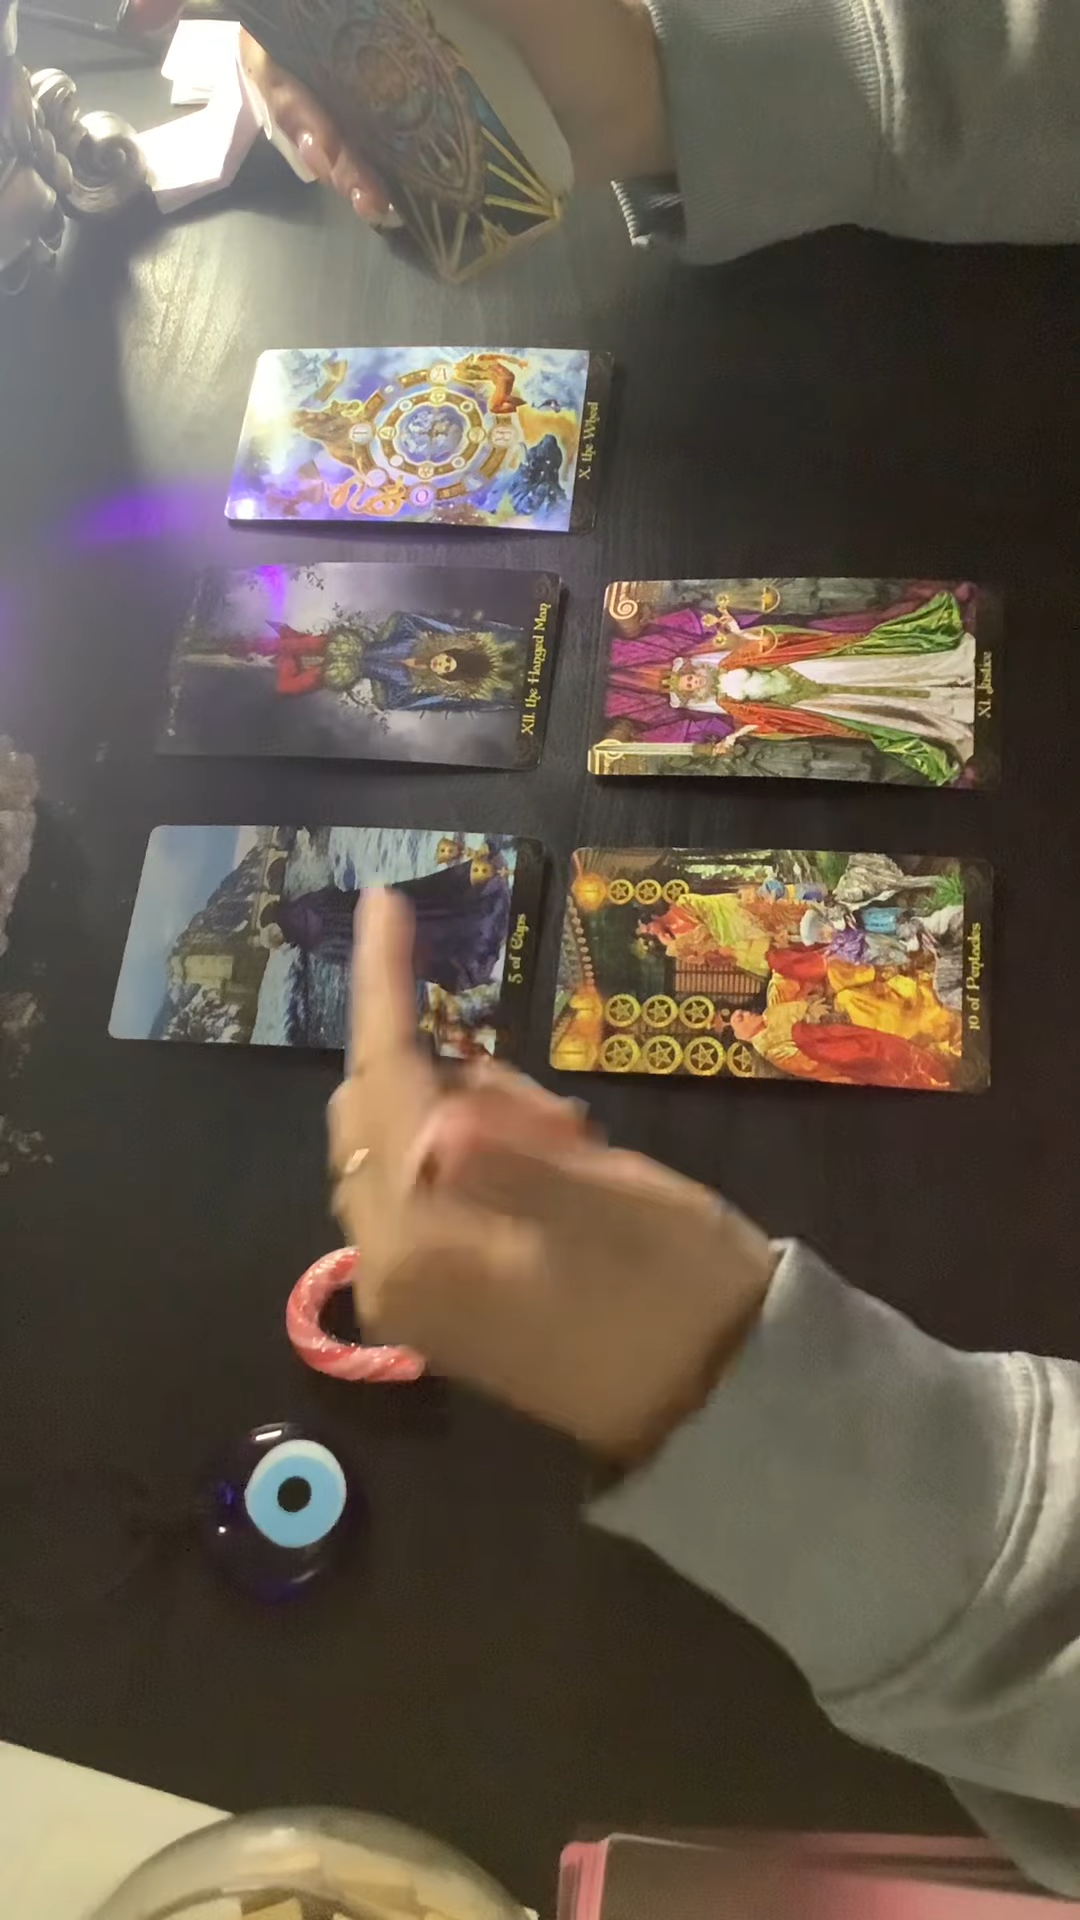 X. the Wheel
XII. the Hanged Man
XI. Justice
5 of Cups
10 of Pentacles